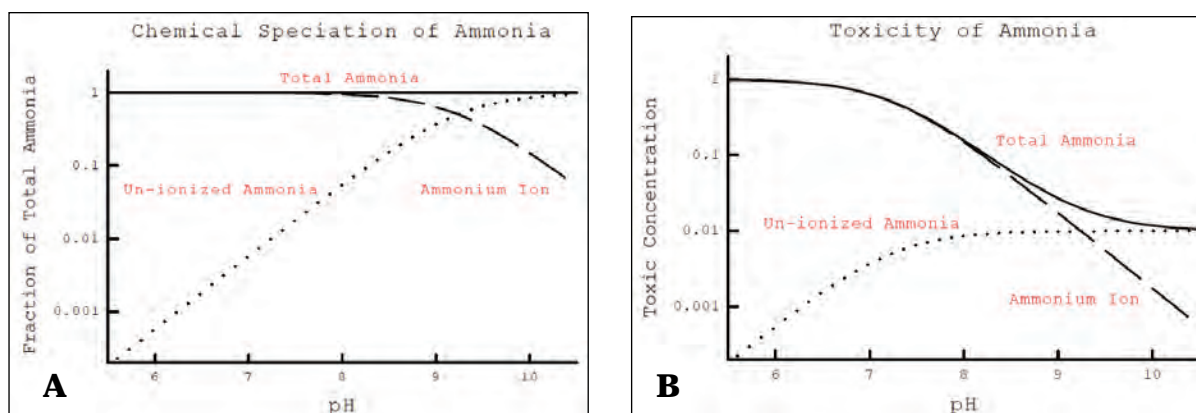 Chemical Speciation of Ammonia
Fraction of Total Ammonia
1
0.1
0.01
0.001
Total Ammonia
Un-ionized Ammonia
Ammonium Ion
6 7 8 9 10
pH
A
Toxicity of Ammonia
Toxic Concentration
1
0.1
0.01
0.001
Total Ammonia
Un-ionized Ammonia
Ammonium Ion
6 7 8 9 10
pH
B